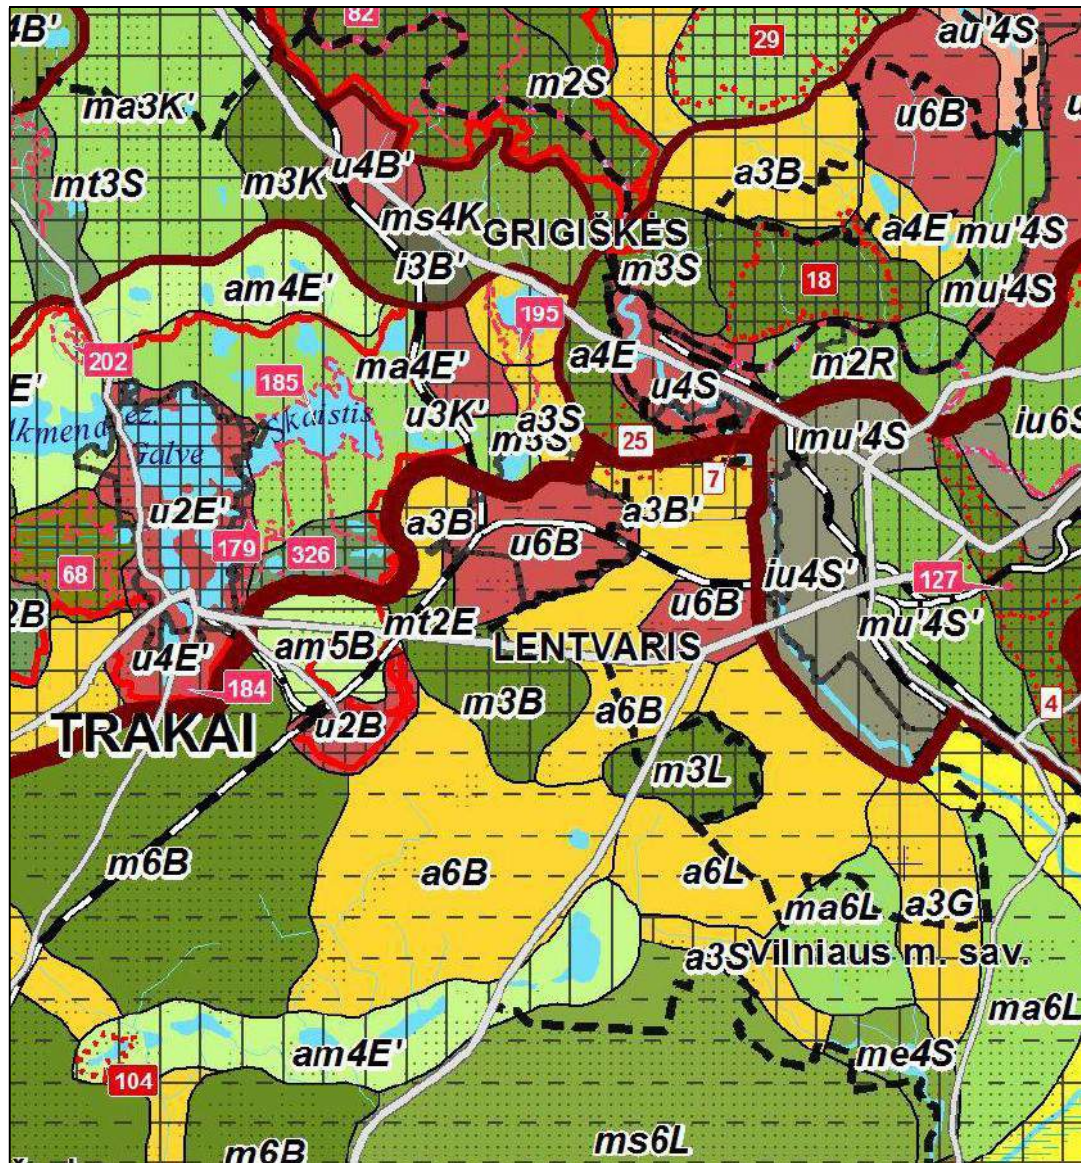 4B'
82
29
au'4S
ma3K'
m2S
u6B
u
mt3S
m3K
u4B'
a3B
ms4K
GRIGIŠKĖS
a4E
mu'4S
i3B'
m3S
18
mu'4S
am4E'
195
202
ma4E'
a4E
m2R
E'
185
u4S
lkmena
ež.
Skaistis
u3K'
a3S
m3S
25
mu'4S
iu6S
Galvė
7
u2E'
a3B
a3B'
179
326
u6B
68
iu4S'
127
2B
mt2E
u6B
mu'4S'
u4E'
am5B
LENTVARIS
184
m3B
a6B
4
TRAKAI
u2B
m3L
m6B
a6B
a6L
ma6L
a3G
a3S
Vilniaus m. sav.
ma6L
am4E'
me4S
104
m6B
ms6L